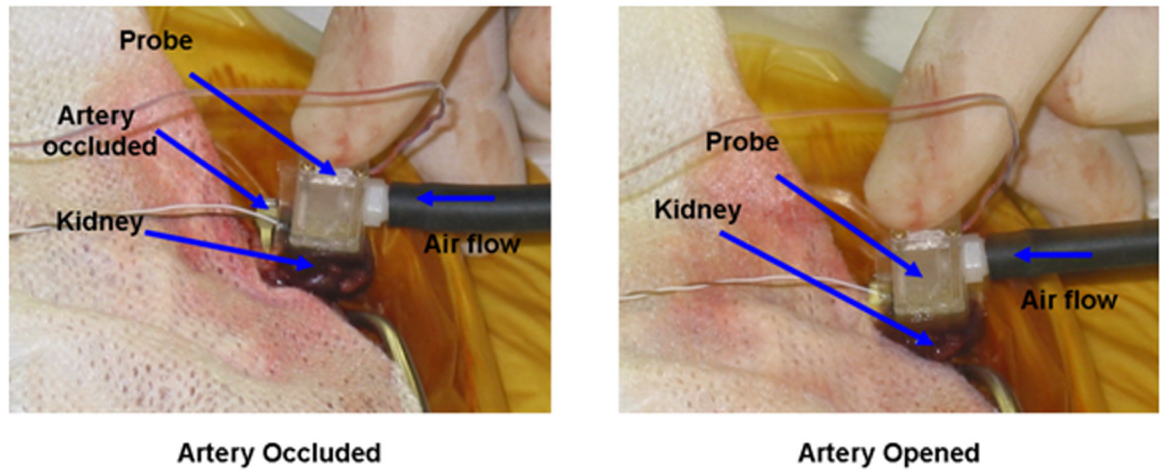 Probe
Artery
occluded
Kidney
Air flow
Artery Occluded
Probe
Kidney
Air flow
Artery Opened